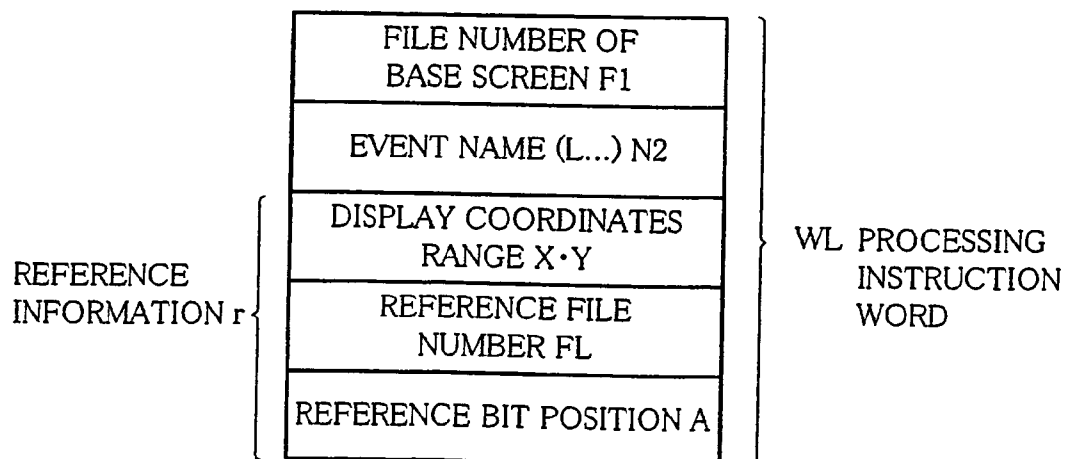 FILE NUMBER OF
BASE SCREEN F1
EVENT NAME (L...) N2
DISPLAY COORDINATES
RANGE X·Y
REFERENCE FILE
NUMBER FL
REFERENCE BIT POSITION A
REFERENCE
INFORMATION r
WL PROCESSING
INSTRUCTION
WORD